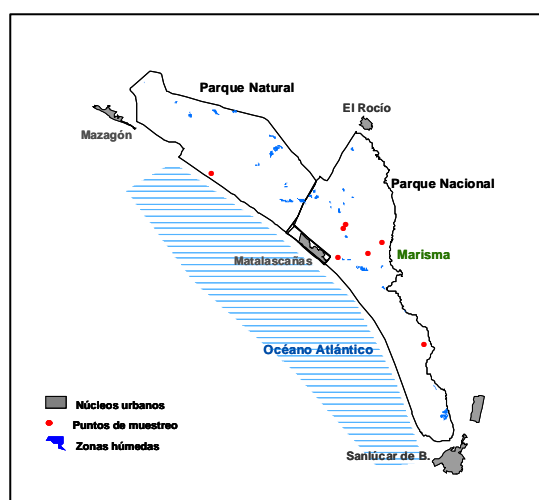 Parque Natural
El Rocío
Mazagón
Parque Nacional
Marisma
Matalascañas
Océano Atlántico
Núcleos urbanos
Puntos de muestreo
Zonas húmedas
Sanlúcar de B.